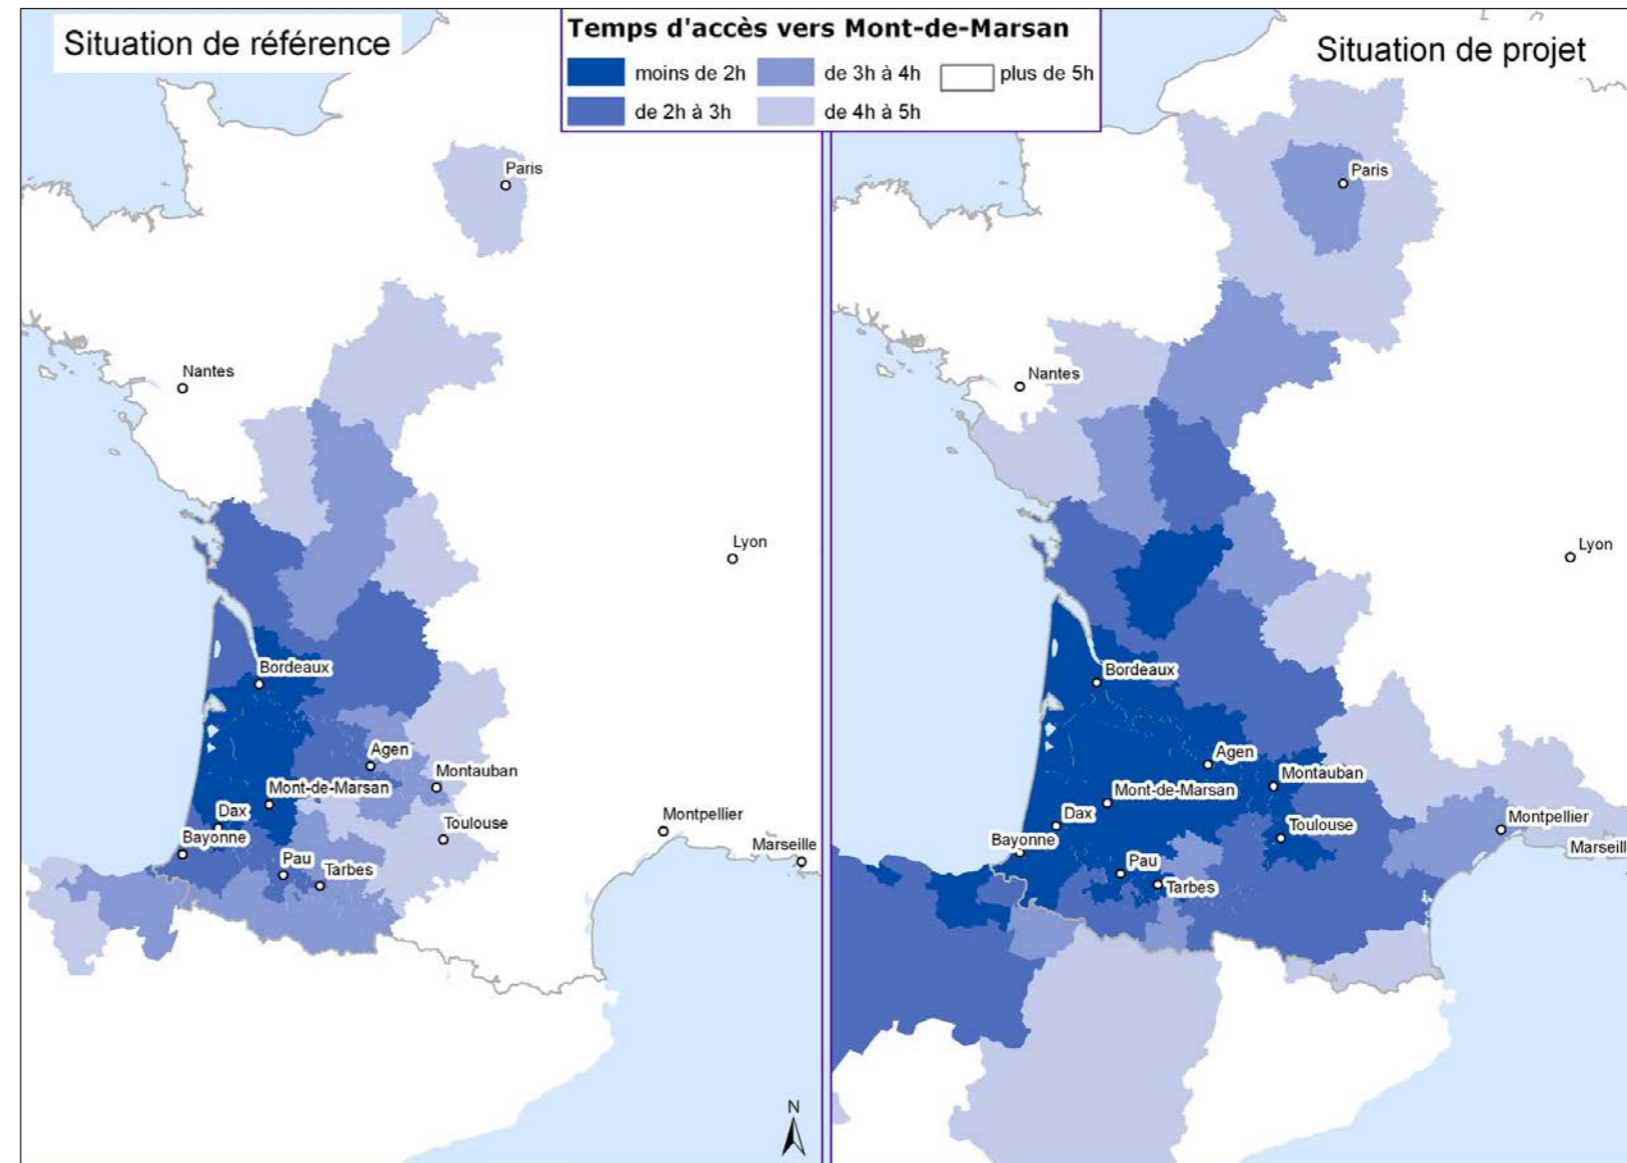 Situation de référence
Temps d'accès vers Mont-de-Marsan
moins de 2h
de 3h à 4h
plus de 5h
de 2h à 3h
de 4h à 5h
Situation de projet
Paris
Nantes
Lyon
Bordeaux
Agen
Montauban
Mont-de-Marsan
Dax
Toulouse
Bayonne
Montpellier
Marseille
Pau
Tarbes
N
Paris
Nantes
Lyon
Bordeaux
Agen
Montauban
Mont-de-Marsan
Dax
Toulouse
Montpellier
Bayonne
Marseill
Pau
Tarbes